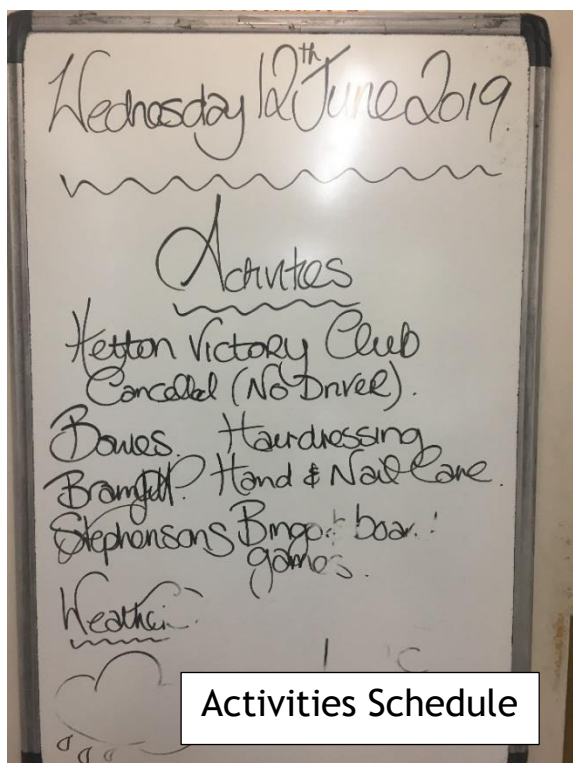 Wednesday 12th June 2019.
Activities
Hetton Victory Club
Cancelled (No Driver).
Bowes. Hairdressing
Hand & Nail Care.
Stephensons Bingo & board
games.
Weather
Activities Schedule